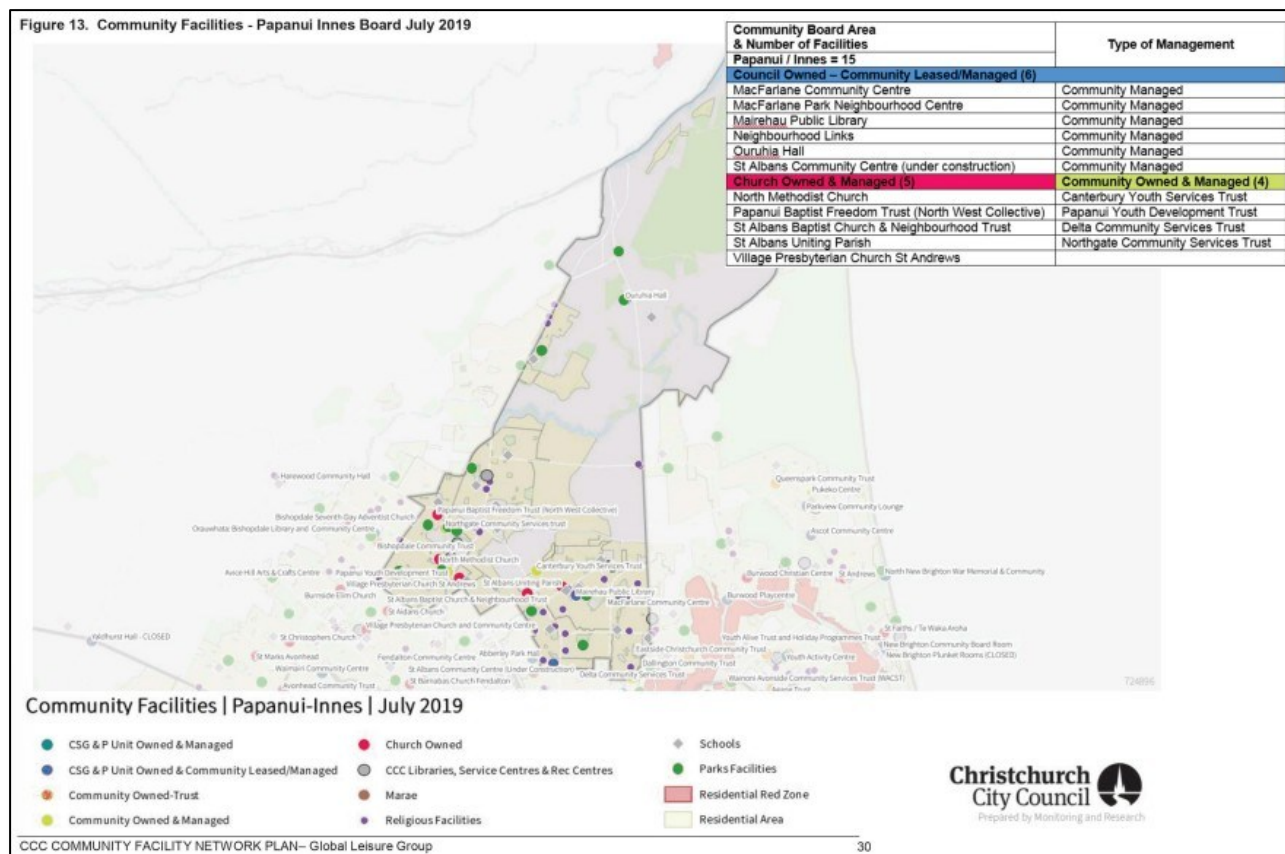 Figure 13. Community Facilities - Papanui Innes Board July 2019
Community Board Area
& Number of Facilities
Type of Management
Papanui / Innes = 15
Council Owned – Community Leased/Managed (6)
MacFarlane Community Centre Community Managed
MacFarlane Park Neighbourhood Centre Community Managed
Mairehau Public Library Community Managed
Neighbourhood Links Community Managed
Ouruhia Hall Community Managed
St Albans Community Centre (under construction) Community Managed
Church Owned & Managed (5) Community Owned & Managed (4)
North Methodist Church Canterbury Youth Services Trust
Papanui Baptist Freedom Trust (North West Collective) Papanui Youth Development Trust
St Albans Baptist Church & Neighbourhood Trust Delta Community Services Trust
St Albans Uniting Parish Northgate Community Services Trust
Village Presbyterian Church St Andrews
Ouruhia Hall
Harewood Community Hall
Queenspark Community Trust
Pukeko Centre
Papanui Baptist Freedom Trust (North West Collective)
Parkview Community Lounge
Bishopdale Seventh Day Adventist Church
Northgate Community Services trust
Orauwhata: Bishopdale Library and Community Centre
Ascot Community Centre
Bishopdale Community Trust
North Methodist Church
Canterbury Youth Services Trust
Avice Hill Arts & Crafts Centre
Papanui Youth Development Trust
Burwood Christian Centre
St Andrews
North New Brighton War Memorial & Community
Village Presbyterian Church St Andrews
St Albans Uniting Parish
Mairehau Public Library
Burnside Elim Church
St Albans Baptist Church & Neighbourhood Trust
MacFarlane Community Centre
Burwood Playcentre
St Aidans Church
Village Presbyterian Church and Community Centre
St Faiths / Te Waka Aroha
Yaldhurst Hall - CLOSED
St Christophers Church
Youth Alive Trust and Holiday Programmes Trust
New Brighton Community Board Room
Abberley Park Hall
Eastside Christchurch Community Trust
New Brighton Plunket Rooms (CLOSED)
St Marks Avonhead
Fendalton Community Centre
Dallington Community Trust
Youth Activity Centre
Wairarapa Community Centre
St Albans Community Centre (Under Construction)
Delta Community Services Trust
Wainoni Avonside Community Services Trust (WACST)
Avonhead Community Trust
St Barnabas Church Fendalton
T24896
Community Facilities | Papanui-Innes | July 2019
CSG & P Unit Owned & Managed
CSG & P Unit Owned & Community Leased/Managed
Community Owned-Trust
Community Owned & Managed
Church Owned
CCC Libraries, Service Centres & Rec Centres
Marae
Religious Facilities
Schools
Parks Facilities
Residential Red Zone
Residential Area
Christchurch
City Council
Prepared by Monitoring and Research
CCC COMMUNITY FACILITY NETWORK PLAN– Global Leisure Group
30